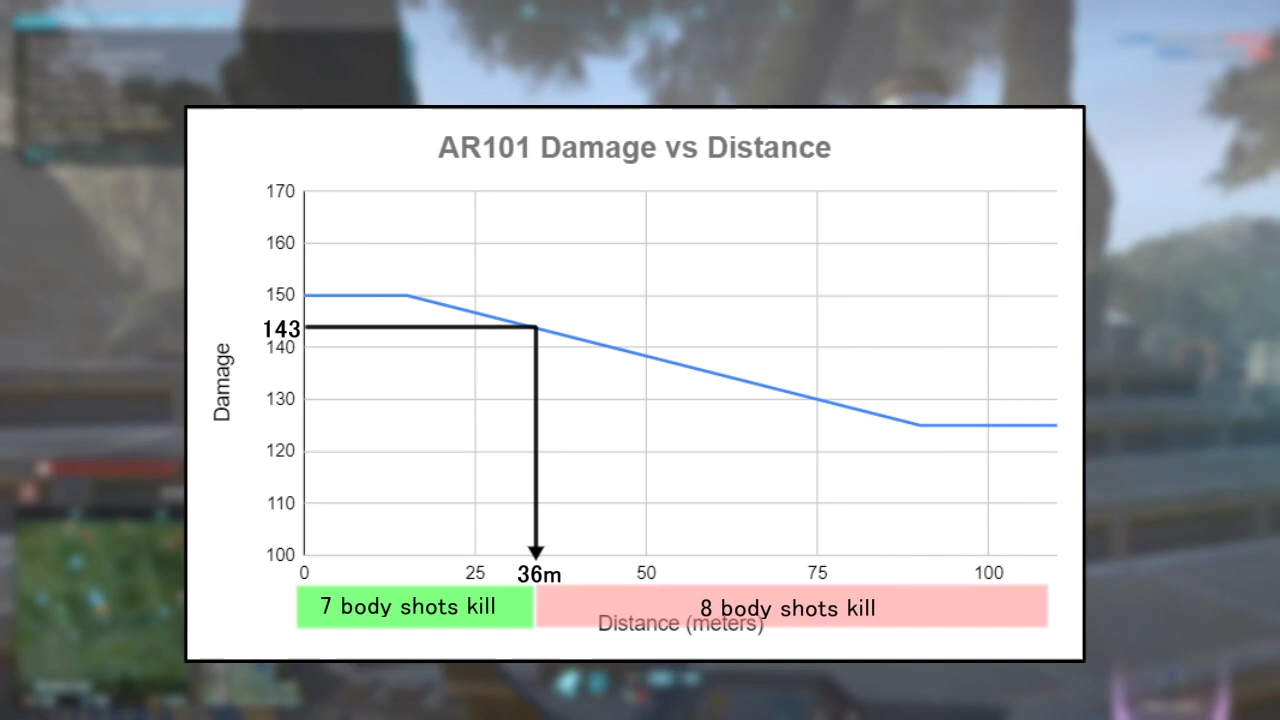 AR101 Damage vs Distance
170
160
150
143
140
130
120
110
100
Damage
0 25 36m 50 75 100
7 body shots kill 8 body shots kill
Distance (meters)